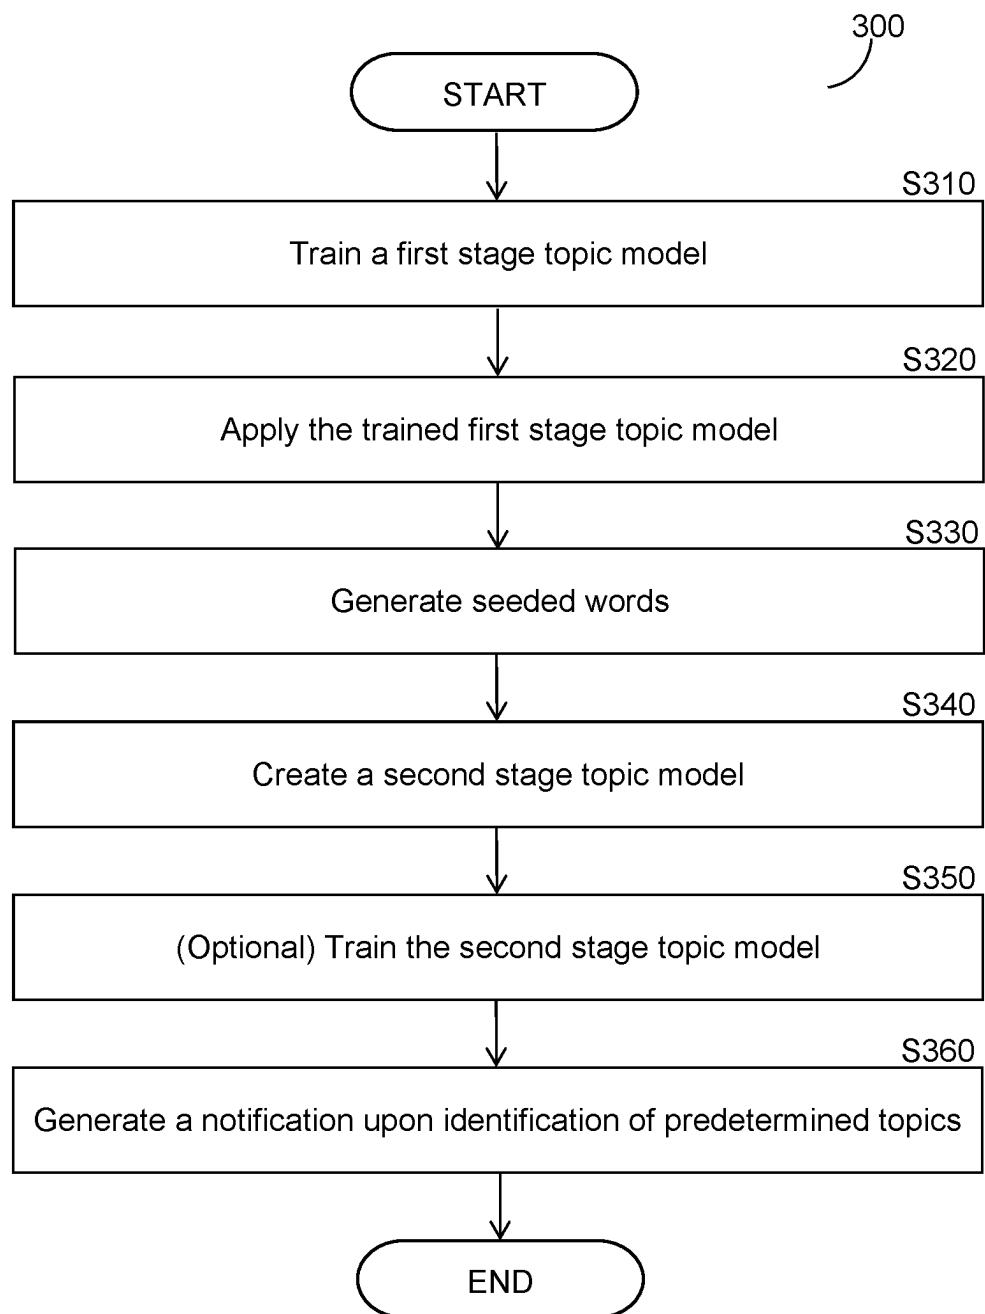 300
START
S310
Train a first stage topic model
S320
Apply the trained first stage topic model
S330
Generate seeded words
S340
Create a second stage topic model
S350
(Optional) Train the second stage topic model
S360
Generate a notification upon identification of predetermined topics
END